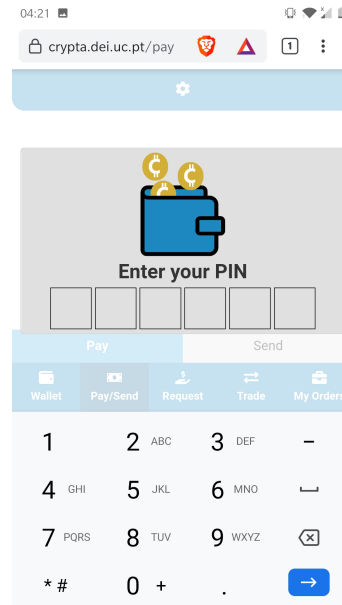 04:21
crypta.dei.uc.pt/pay
1
Enter your PIN
Pay Send
Wallet Pay/Send Request Trade My Orders
1 2 ABC 3 DEF –
4 GHI 5 JKL 6 MNO
7 PQRS 8 TUV 9 WXYZ
* # 0 + .